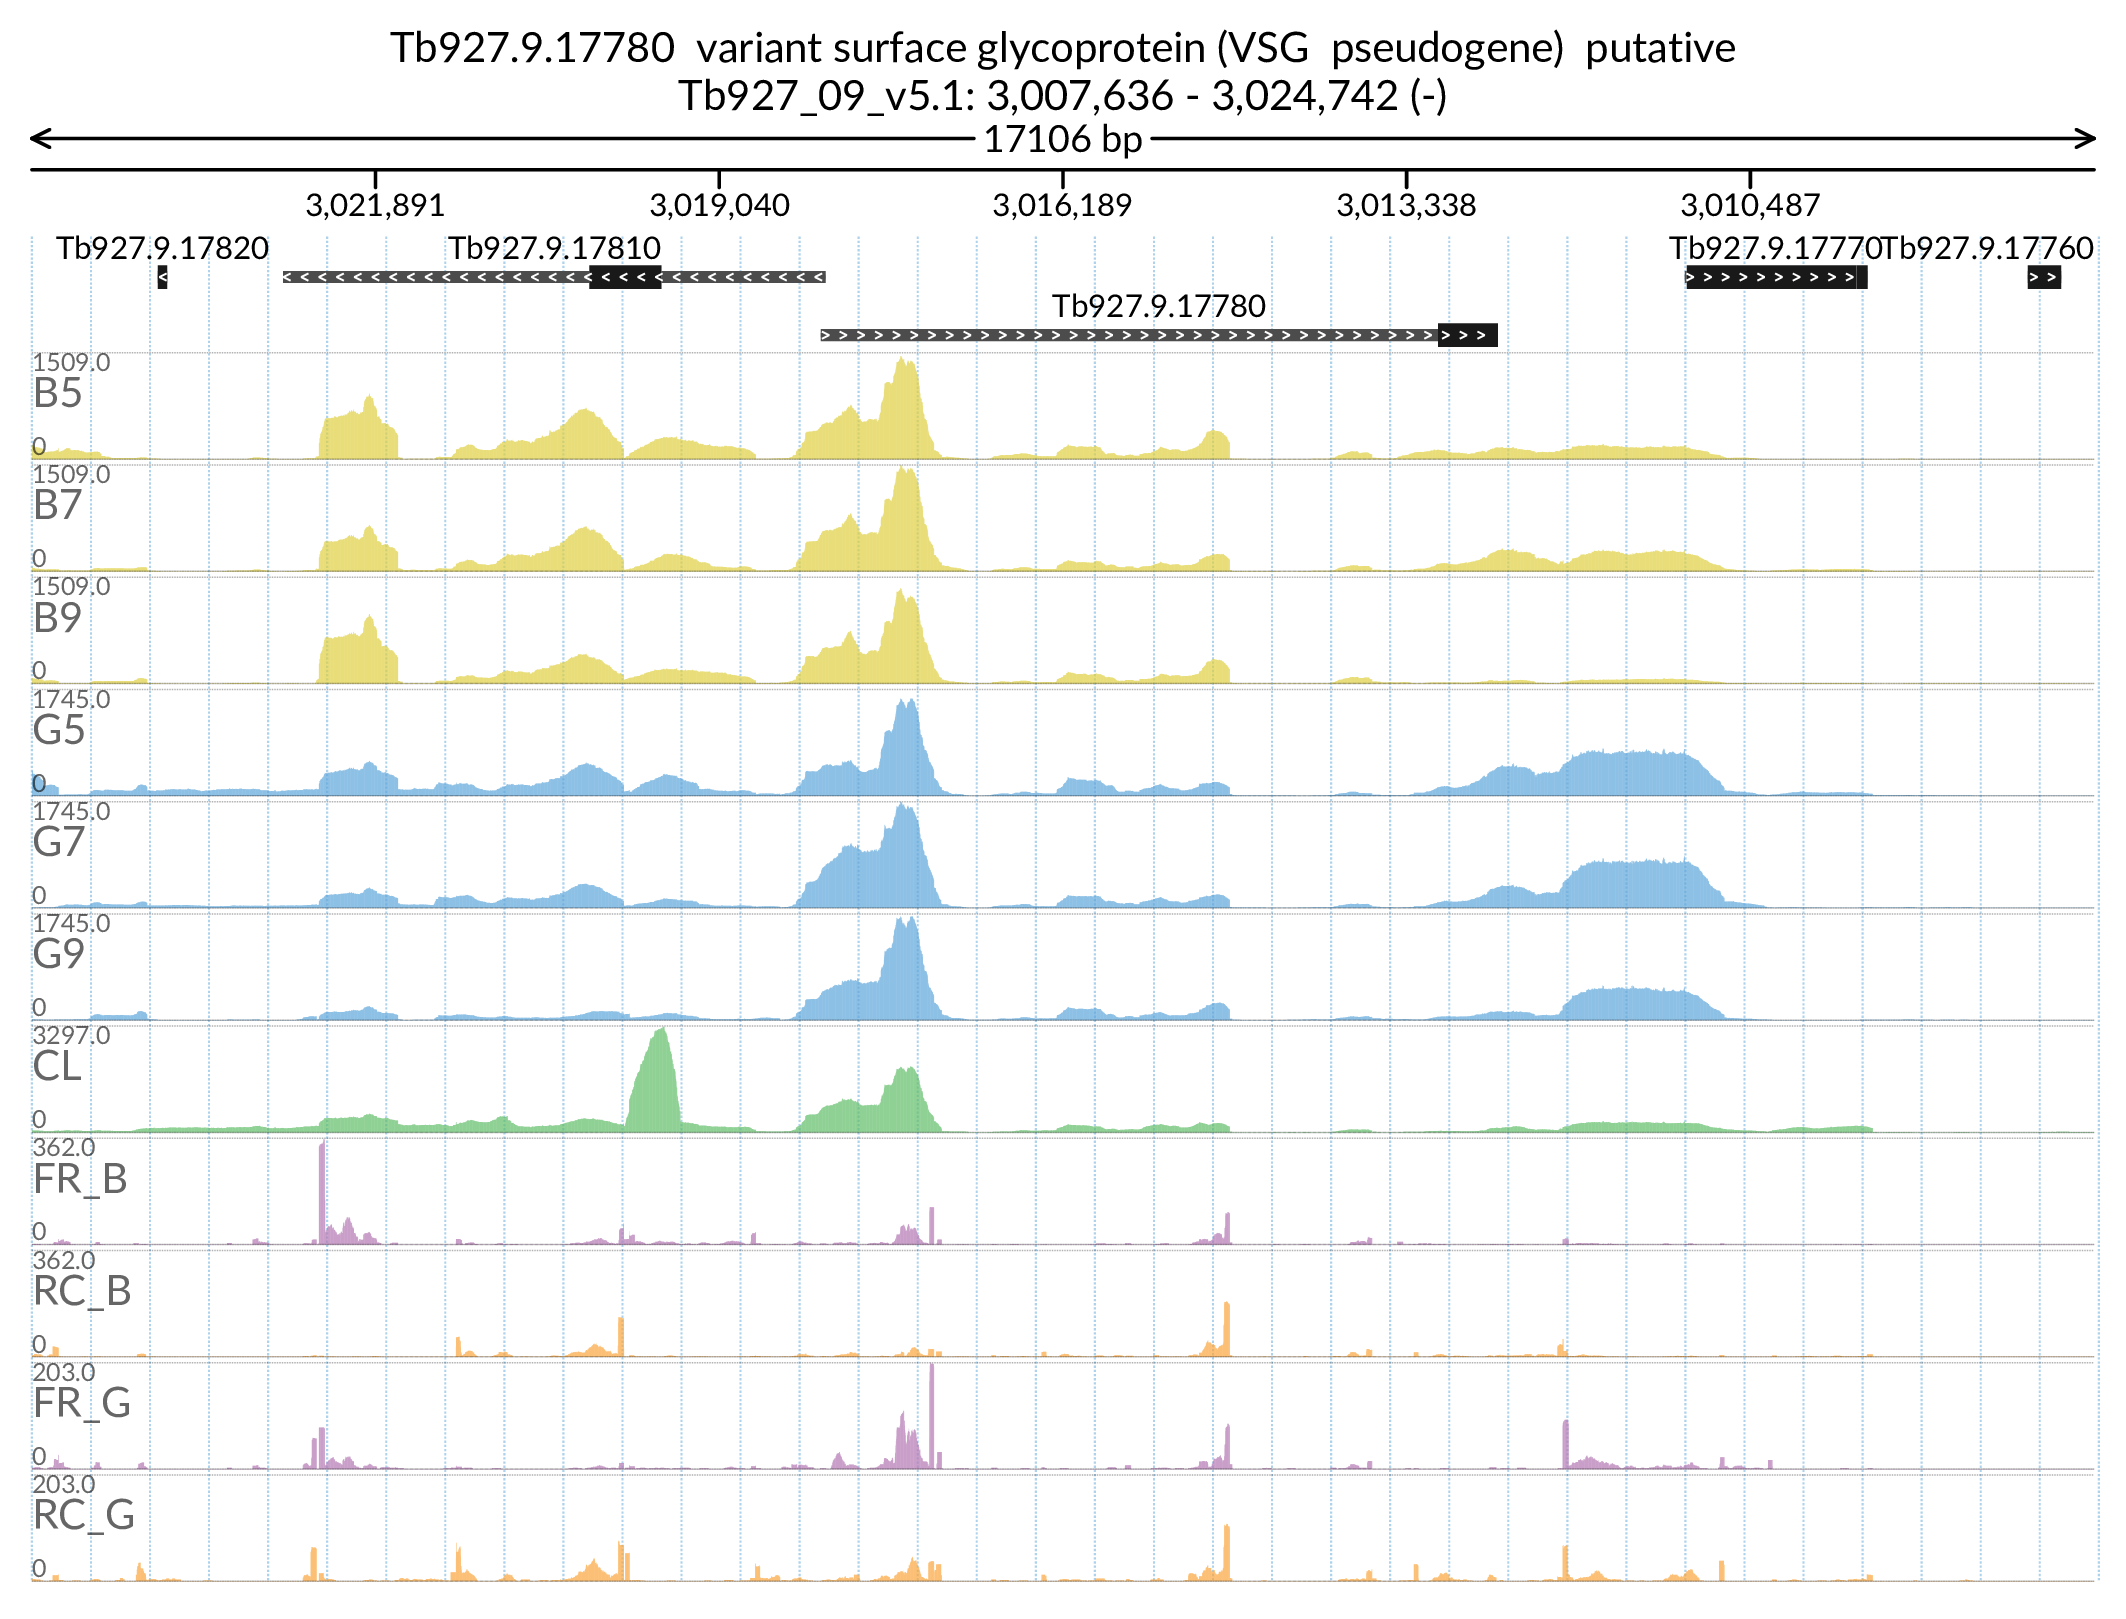 Tb927.9.17780  variant surface glycoprotein (VSG  pseudogene)  putative
Tb927_09_v5.1: 3,007,636 - 3,024,742 (-)
17106 bp
3,021,891 3,019,040 3,016,189 3,013,338 3,010,487
Tb927.9.17820 Tb927.9.17810 Tb927.9.17770 Tb927.9.17760
Tb927.9.17780
1509.0
B5
0
1509.0
B7
0
1509.0
B9
0
1745.0
G5
0
1745.0
G7
0
1745.0
G9
0
3297.0
CL
0
362.0
FR_B
0
362.0
RC_B
0
203.0
FR_G
0
203.0
RC_G
0